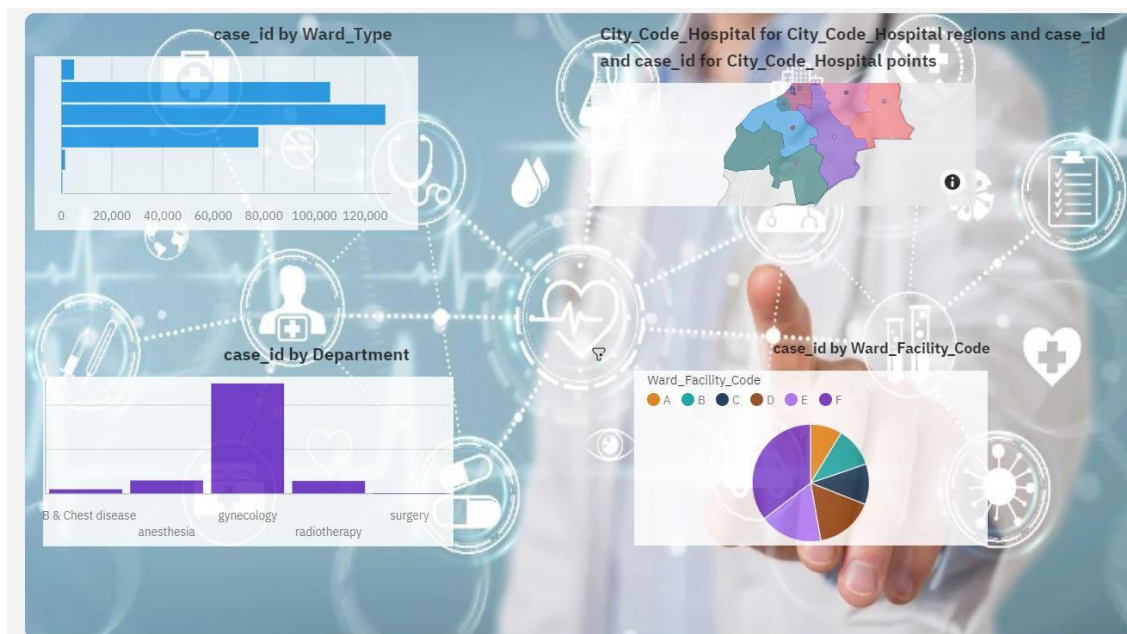 case_id by Ward_Type
0 20,000 40,000 60,000 80,000 100,000 120,000
City_Code_Hospital for City_Code_Hospital regions and case_id
and case_id for City_Code_Hospital points
case_id by Department
B & Chest disease
anesthesia
gynecology
radiotherapy
surgery
case_id by Ward_Facility_Code
Ward_Facility_Code
A B C D E F